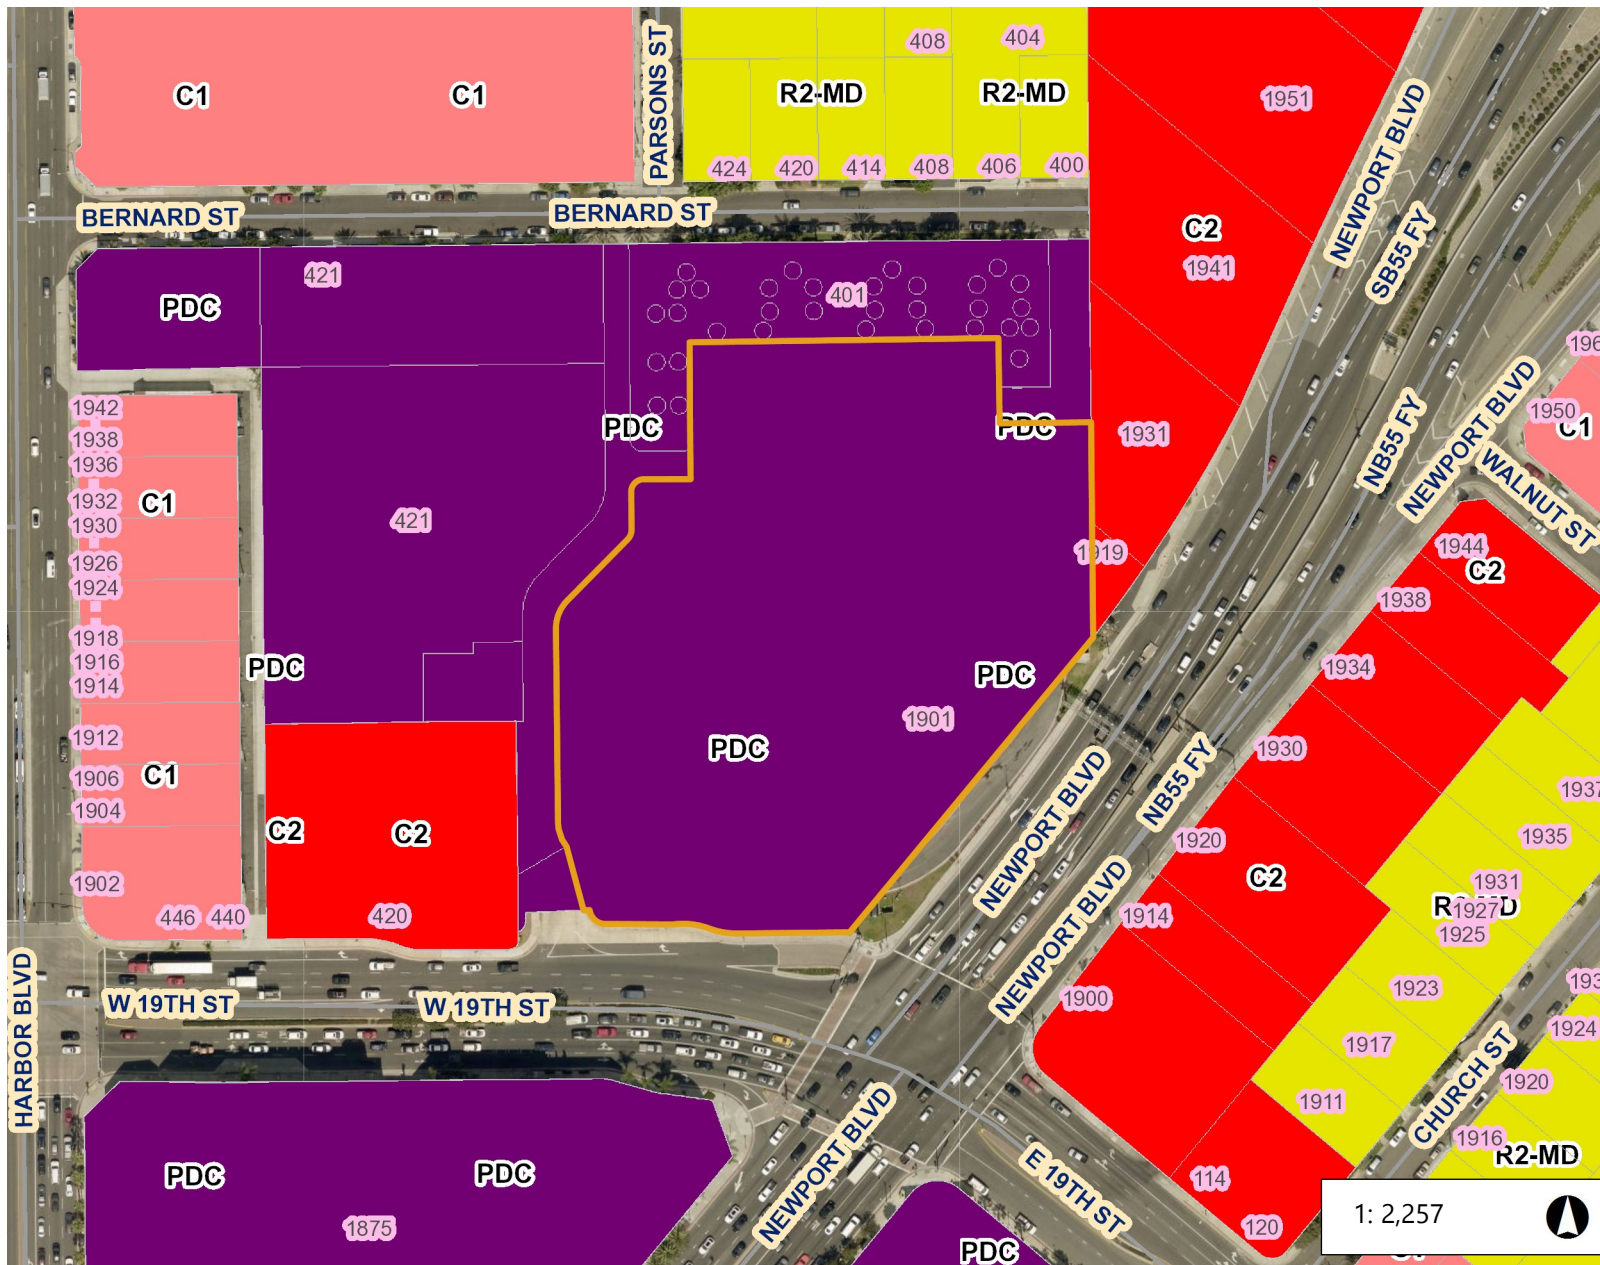 C1
C1
PARSONS ST
408
404
R2-MD
R2-MD
1951
424
420
414
408
406
400
NEWPORT BLVD
SB55 FY
BERNARD ST
BERNARD ST
C2
1941
421
401
PDC
1942
1938
1936
1932
1930
1926
1924
1918
1916
1914
1912
1906
1904
1902
C1
C1
446
440
421
PDC
PDC
PDC
1931
1919
NB55 FY
NEWPORT BLVD
WALNUT ST
1950
C1
1944
C2
1938
1934
1930
1920
1914
1900
C2
PDC
PDC
1901
C2
C2
420
NEWPORT BLVD
NB55 FY
NEWPORT BLVD
1935
1931
1927
1925
1923
1917
1911
CHURCH ST
1924
1920
1916
R2-MD
HARBOR BLVD
W 19TH ST
W 19TH ST
NEWPORT BLVD
E 19TH ST
114
120
PDC
PDC
1875
PDC
1: 2,257